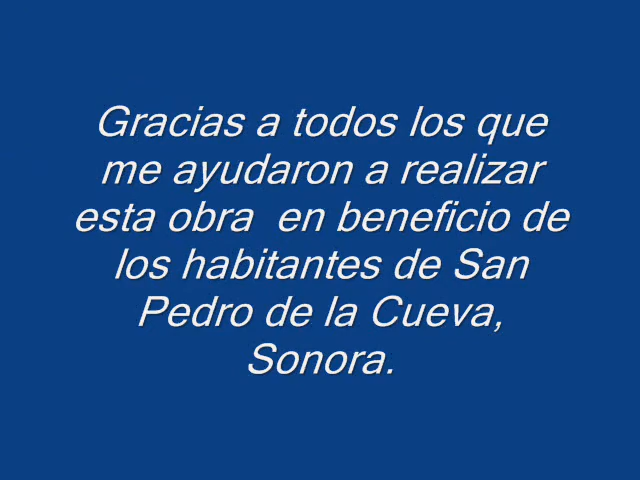 Gracias a todos los que
me ayudaron a realizar
esta obra  en beneficio de
los habitantes de San
Pedro de la Cueva,
Sonora.